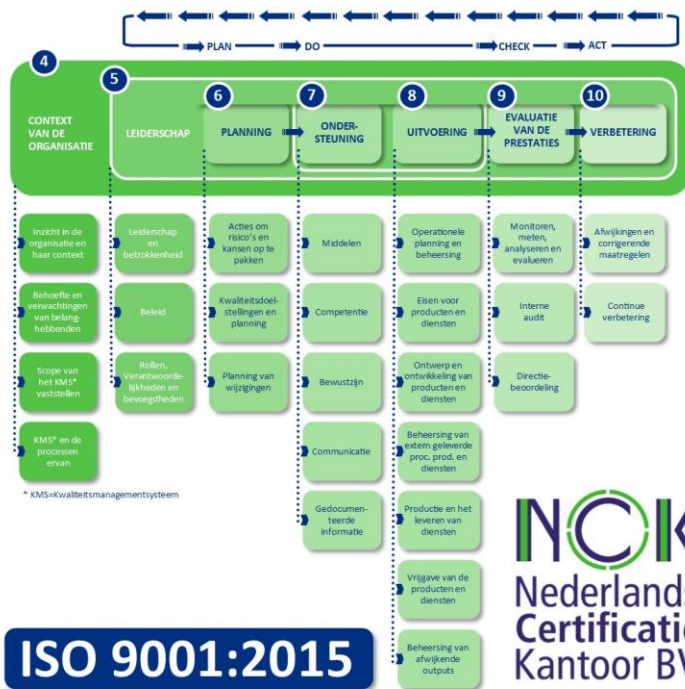 PLAN
DO
CHECK
ACT
4
CONTEXT
VAN DE
ORGANISATIE
5
LEIDERSCHAP
6
PLANNING
7
ONDER-
STEUNING
8
UITVOERING
9
EVALUATIE
VAN DE
PRESTATIES
10
VERBETERING
Inzicht in de
organisatie en
haar context
Behoefte en
verwachtingen
van belang-
hebbenden
Scope van
het KMS*
vaststellen
KMS* en de
processen
ervan
* KMS=Kwaliteitsmanagementsysteem
Leiderschap
en
betrokkenheid
Beleid
Rollen,
Verantwoorde-
lijkheden en
bevoegdheden
Acties om
risico's en
kansen op te
pakken
Kwaliteitsdoel-
stellingen en
planning
Planning van
wijzigingen
Middelen
Competentie
Bewustzijn
Communicatie
Gedocumen-
teerde
informatie
Operationele
planning en
beheersing
Eisen voor
producten en
diensten
Ontwerp en
ontwikkeling van
producten en
diensten
Beheersing van
extern geleverde
proc. prod. en
diensten
Productie en het
leveren van
diensten
Vrijgave van de
producten en
diensten
Beheersing van
afwijkende
outputs
Monitoren,
meten,
analyseren en
evalueren
Interne
audit
Directie-
beoordeling
Afwijkingen en
corrigerende
maatregelen
Continue
verbetering
ISO 9001:2015
NCK
Nederlands
Certificatie
Kantoor BV